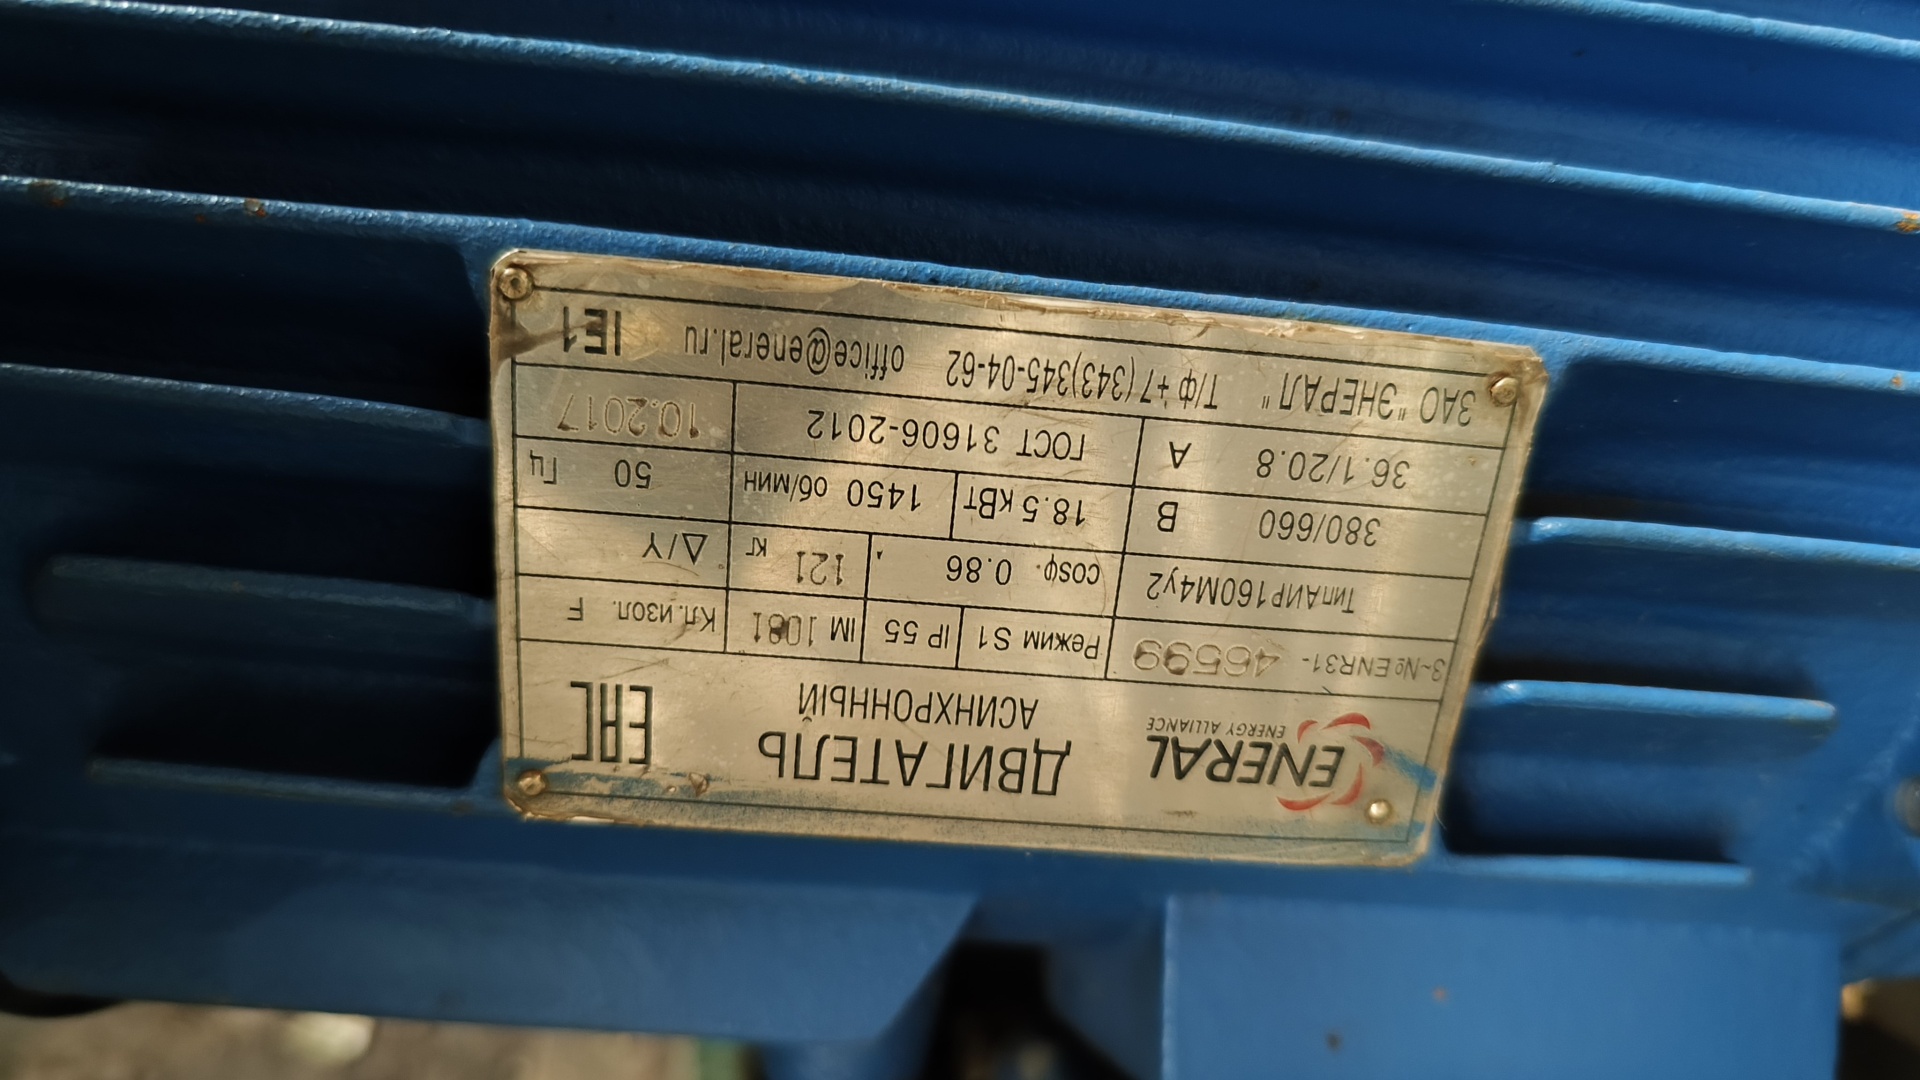 ENERAL
ENERGY ALLIANCE
ДВИГАТЕЛЬ
АСИНХРОННЫЙ
EAC
3~№ENR31- 46599 Режим S1 IP 55 IM 1081 Кл.изол. F
ТипАИР160М4у2 cosφ. 0.86 121 кг Δ/Y
380/660 В 18.5 кВт 1450 об/мин 50 Гц
36.1/20.8 А ГОСТ 31606-2012 10.2017
ЗАО "ЭНЕРАЛ" Т/ф +7(343)345-04-62 office@eneral.ru IE1